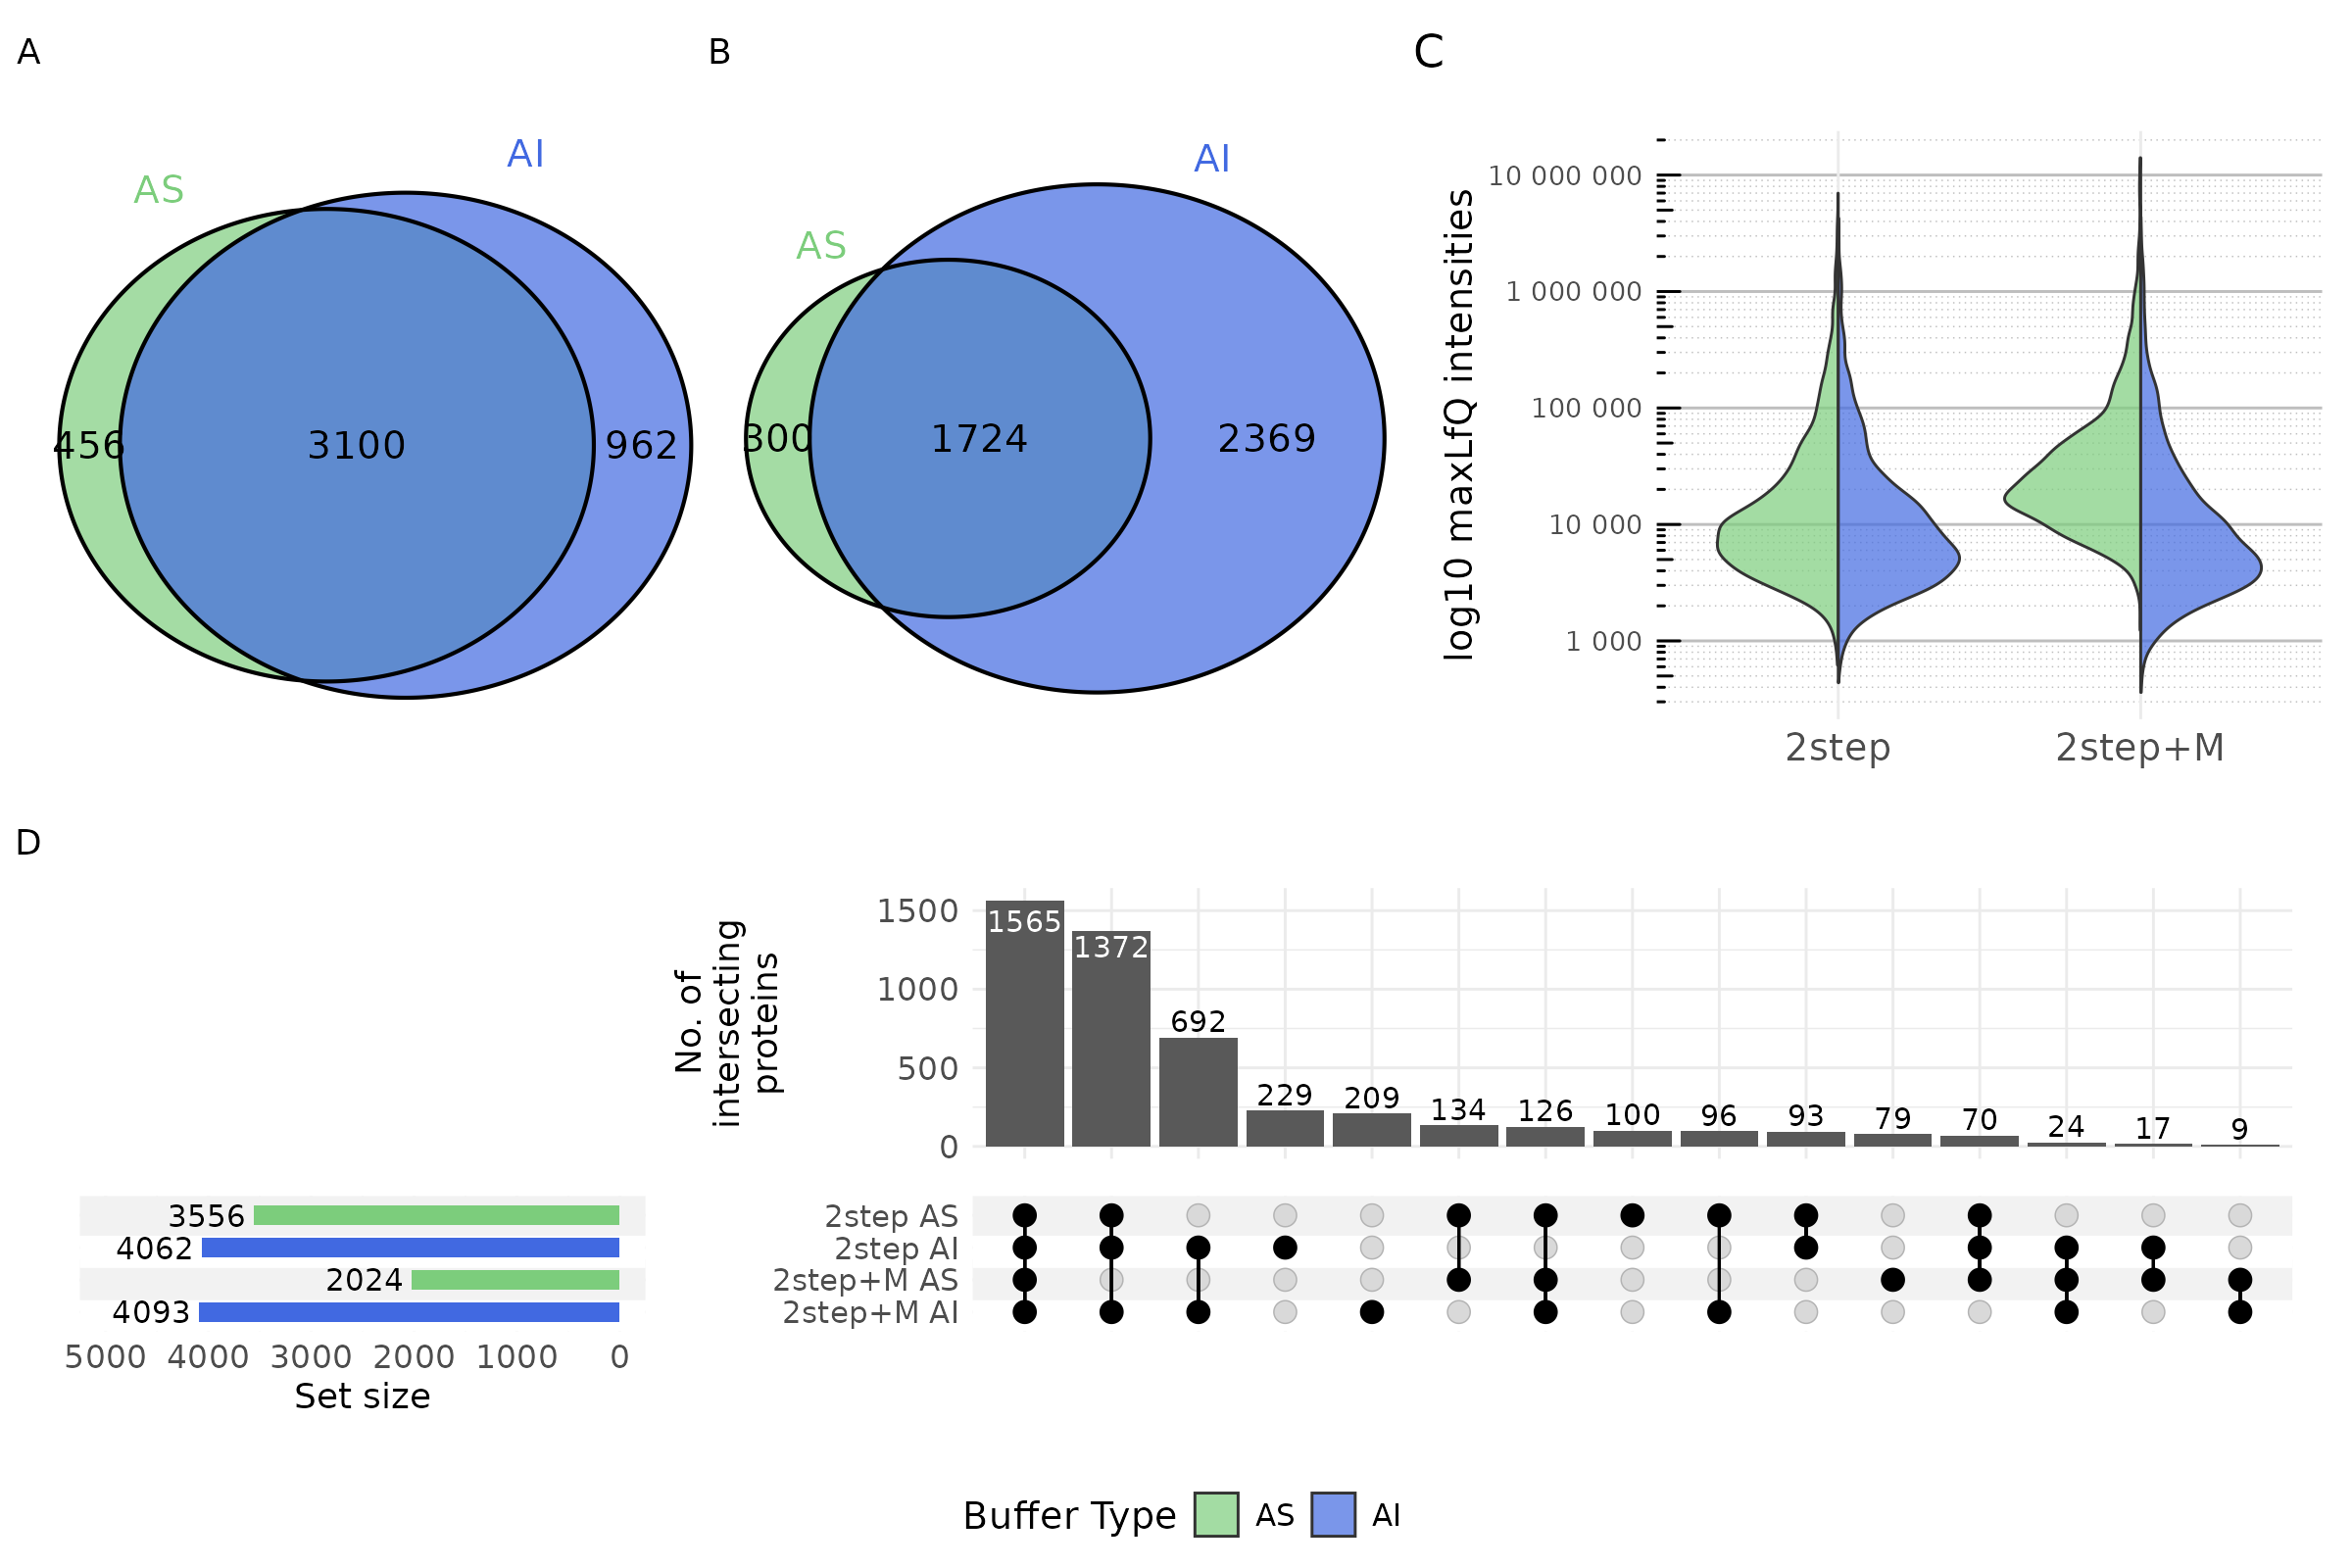 A
AS
AI
456
3100
962
B
AS
AI
300
1724
2369
C
log10 maxLfQ intensities
10 000 000
1 000 000
100 000
10 000
1 000
2step
2step+M
D
No. of
intersecting
proteins
1500
1000
500
0
1565
1372
692
229
209
134
126
100
96
93
79
70
24
17
9
3556
4062
2024
4093
5000 4000 3000 2000 1000 0
Set size
2step AS
2step AI
2step+M AS
2step+M AI
Buffer Type AS AI